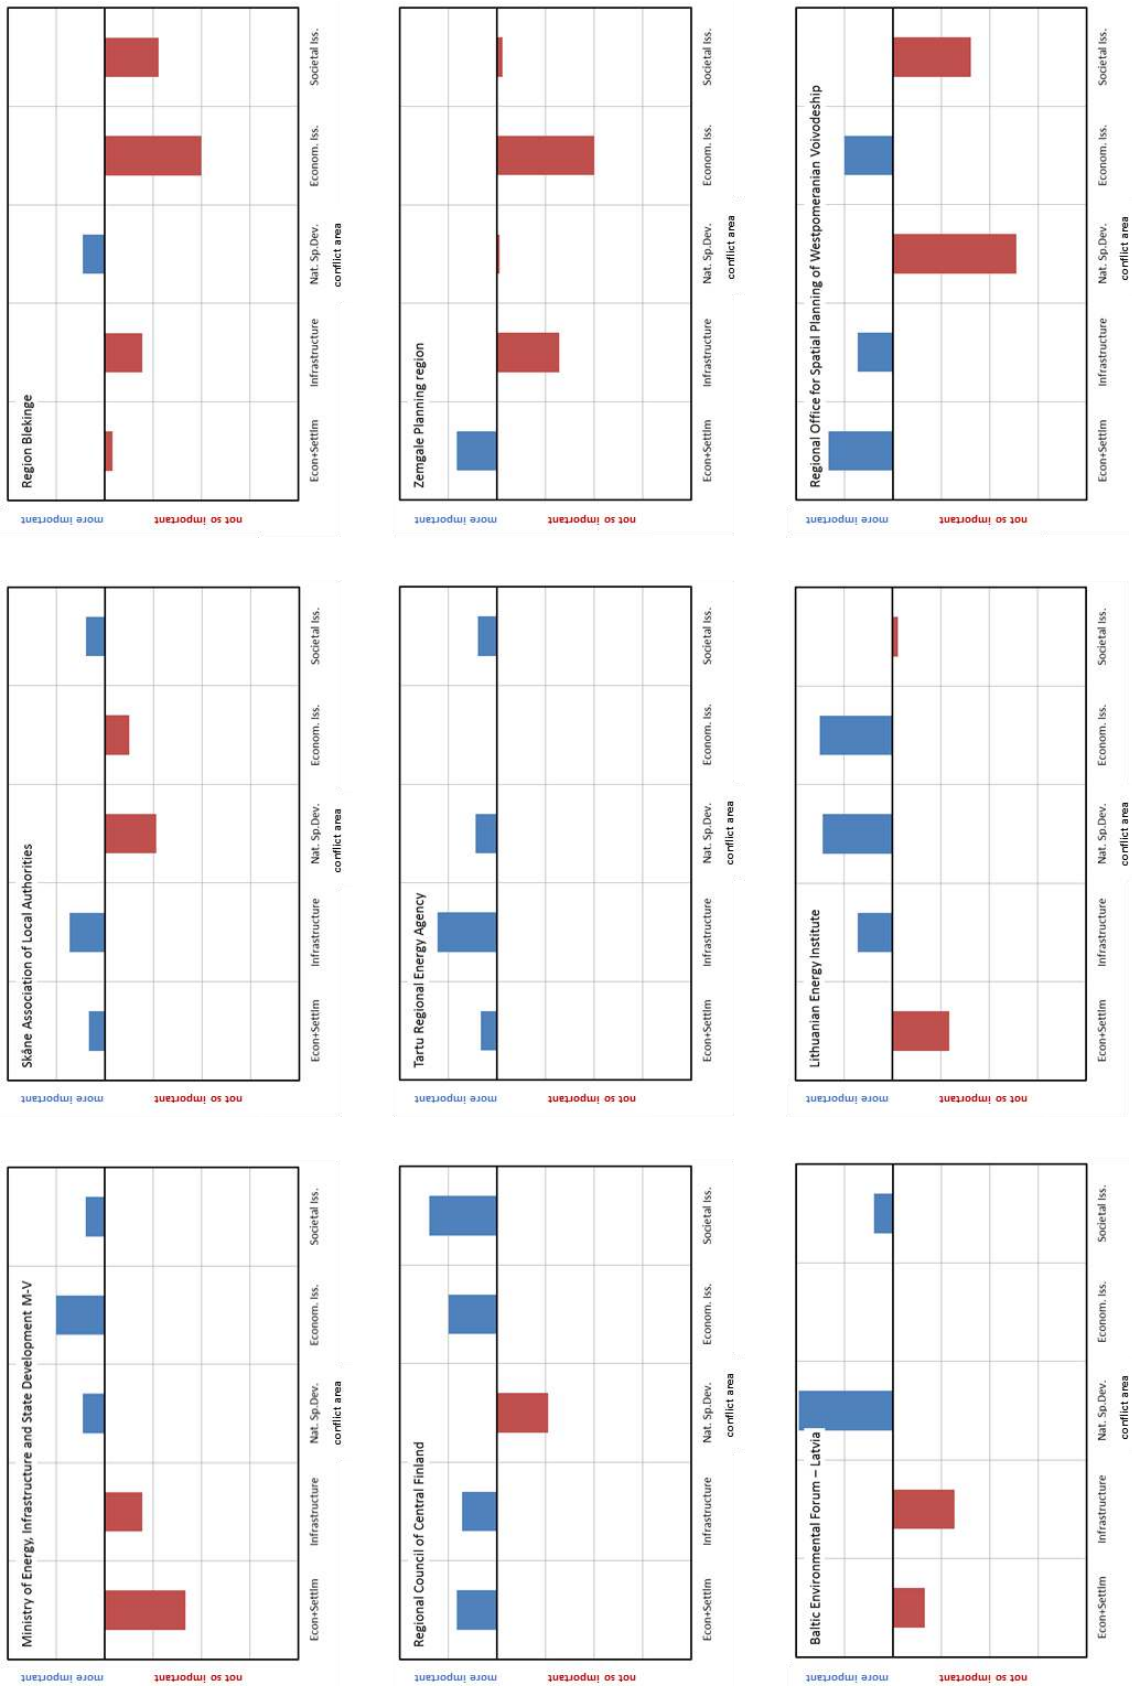 Ministry of Energy, Infrastructure and State Development M-V
more important
not so important
Econ+Settlm Infrastructure Nat. Sp.Dev. Econom. Iss. Societal Iss.
conflict area
Skåne Association of Local Authorities
more important
not so important
Econ+Settlm Infrastructure Nat. Sp.Dev. Econom. Iss. Societal Iss.
conflict area
Region Blekinge
more important
not so important
Econ+Settlm Infrastructure Nat. Sp.Dev. Econom. Iss. Societal Iss.
conflict area
Regional Council of Central Finland
more important
not so important
Econ+Settlm Infrastructure Nat. Sp.Dev. Econom. Iss. Societal Iss.
conflict area
Tartu Regional Energy Agency
more important
not so important
Econ+Settlm Infrastructure Nat. Sp.Dev. Econom. Iss. Societal Iss.
conflict area
Zemgale Planning region
more important
not so important
Econ+Settlm Infrastructure Nat. Sp.Dev. Econom. Iss. Societal Iss.
conflict area
Baltic Environmental Forum – Latvia
more important
not so important
Econ+Settlm Infrastructure Nat. Sp.Dev. Econom. Iss. Societal Iss.
conflict area
Lithuanian Energy Institute
more important
not so important
Econ+Settlm Infrastructure Nat. Sp.Dev. Econom. Iss. Societal Iss.
conflict area
Regional Office for Spatial Planning of Westpomeranian Voivodeship
more important
not so important
Econ+Settlm Infrastructure Nat. Sp.Dev. Econom. Iss. Societal Iss.
conflict area